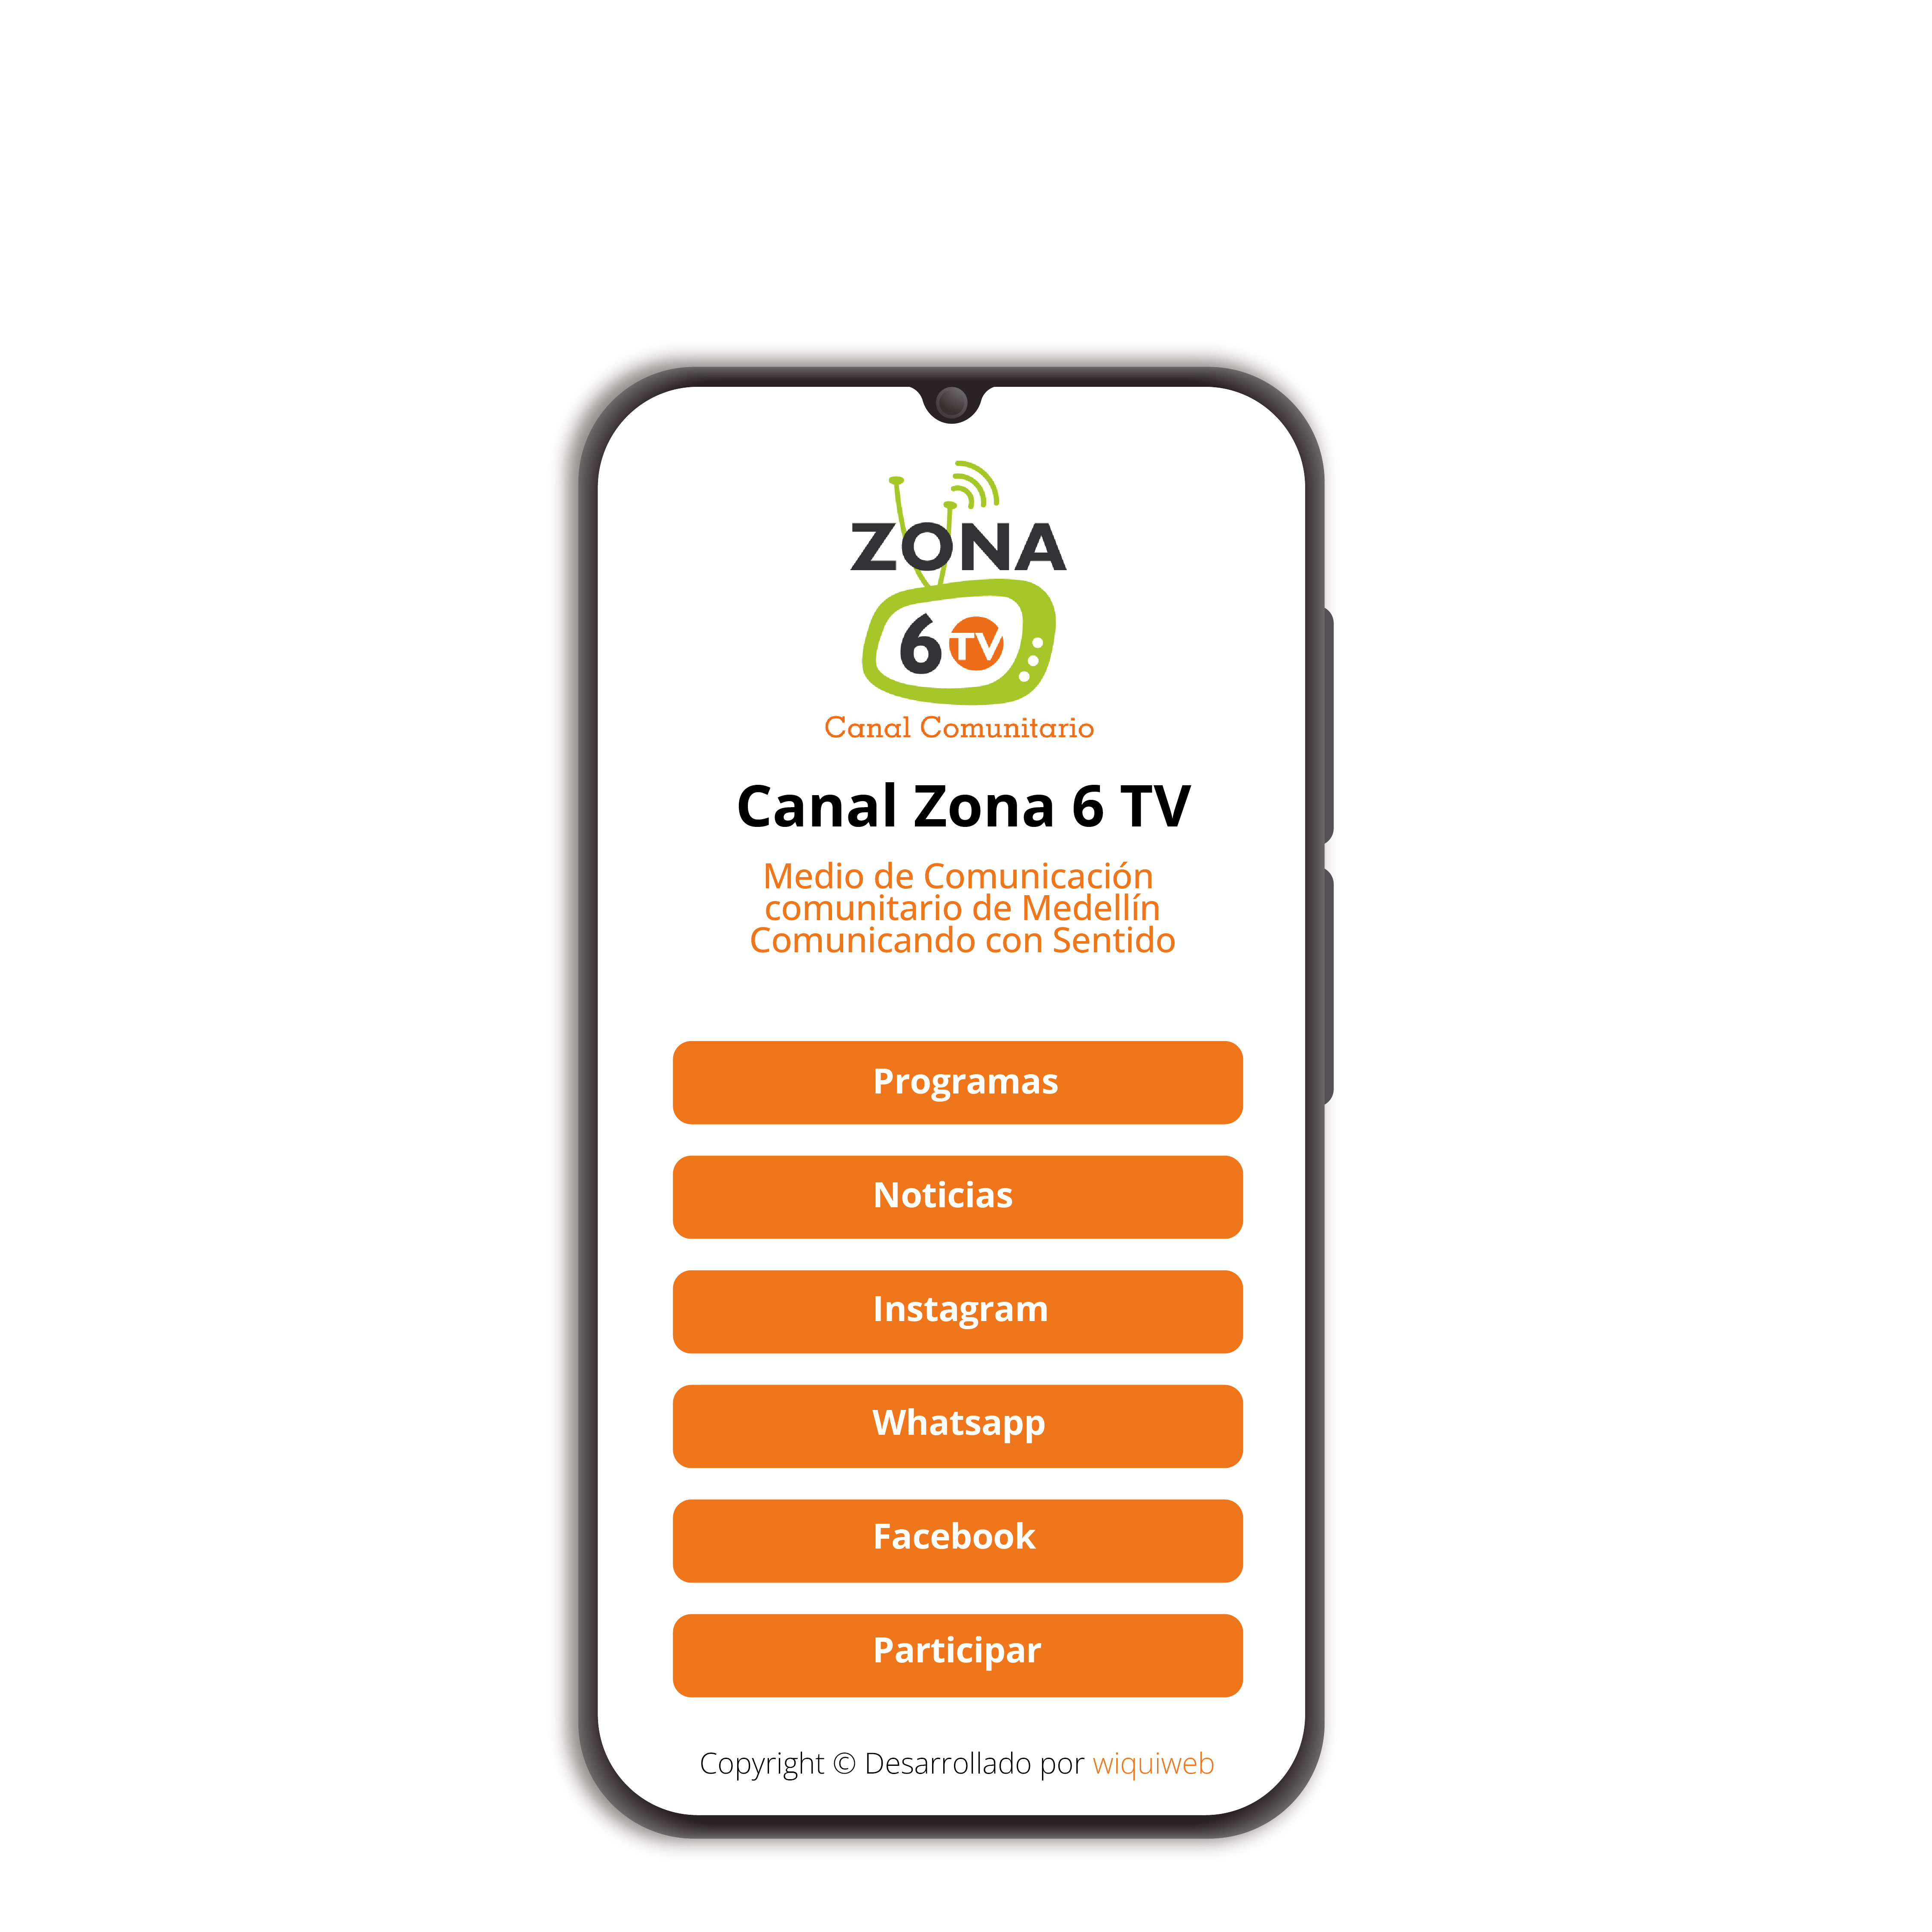 ZONA
6 TV
Canal Comunitario
Canal Zona 6 TV
Medio de Comunicación
comunitario de Medellín
Comunicando con Sentido
Programas
Noticias
Instagram
Whatsapp
Facebook
Participar
Copyright © Desarrollado por wiquiweb